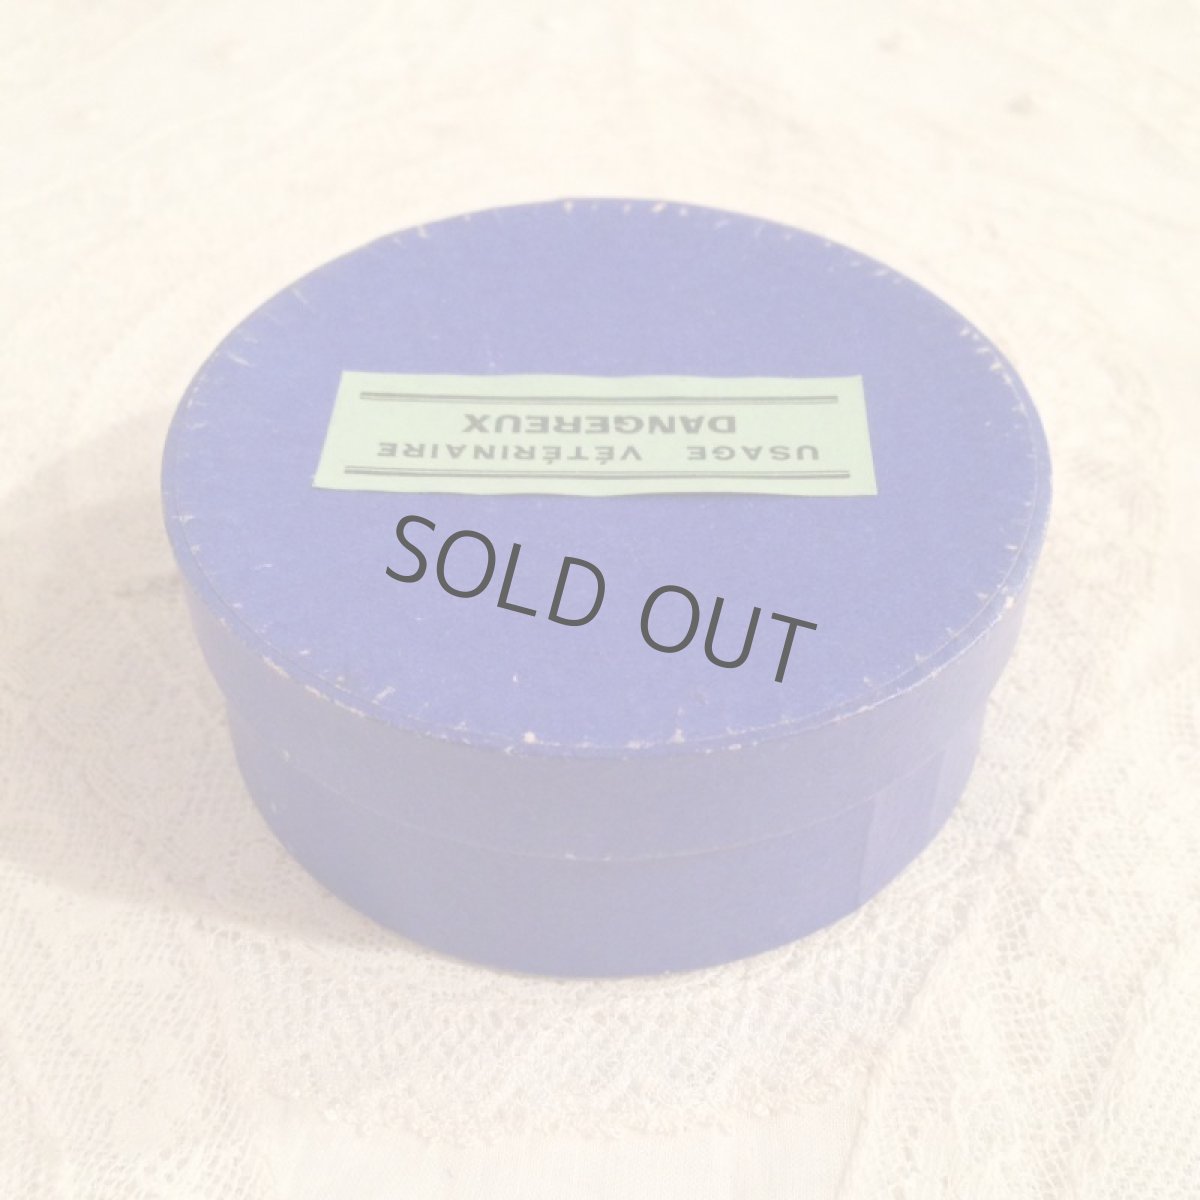 USAGE VÉTÉRINAIRE
DANGEREUX
SOLD OUT